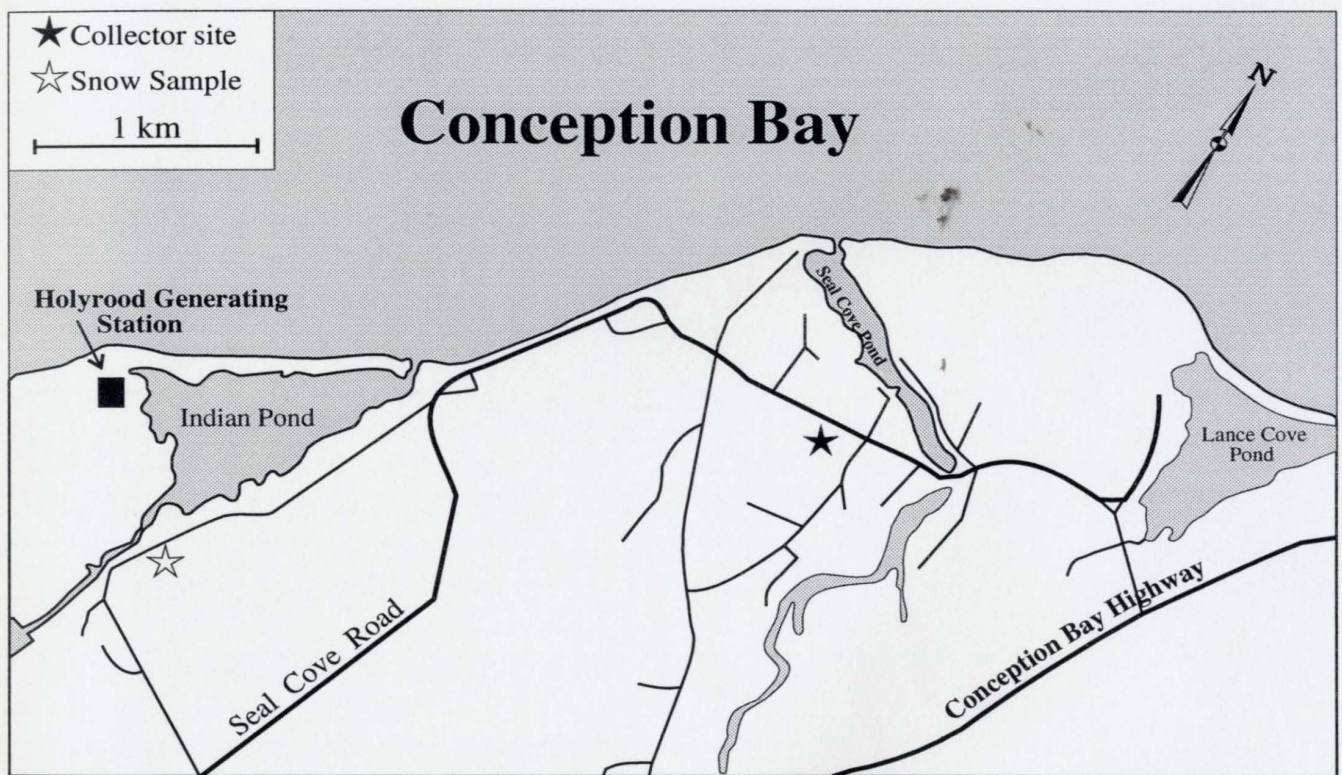 ★ Collector site
☆ Snow Sample
1 km
Conception Bay
N
Holyrood Generating
Station
Indian Pond
Seal Cove Pond
Lance Cove
Pond
Seal Cove Road
Conception Bay Highway